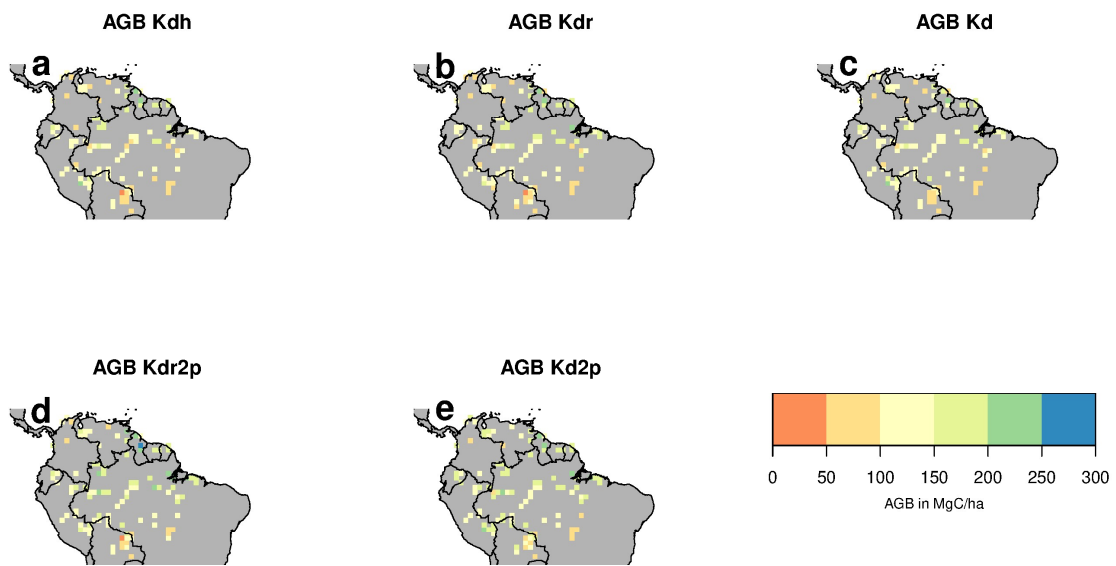 AGB Kdh
AGB Kdr
AGB Kd
a
b
c
AGB Kdr2p
AGB Kd2p
d
e
0 50 100 150 200 250 300
AGB in MgC/ha